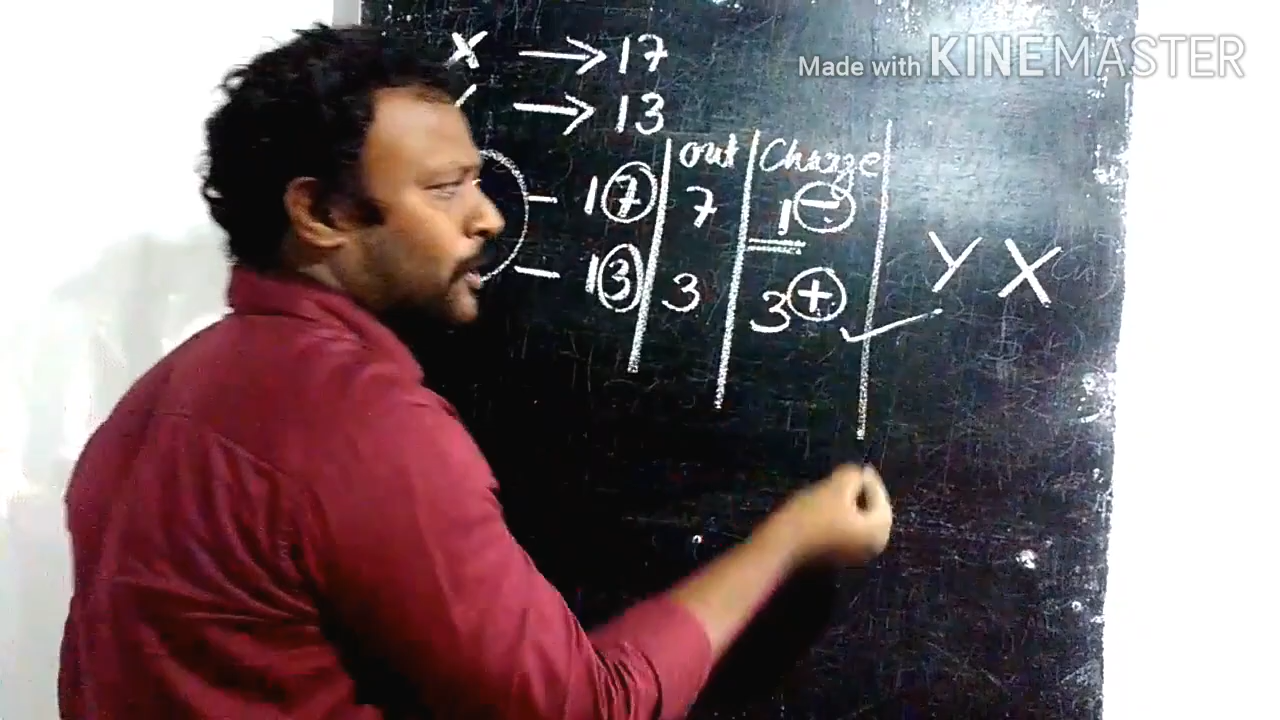 Made with KINEMASTER
X → 17
Y → 13
out Charge
17 7 1 −
13 3 3 + ✓
Y X